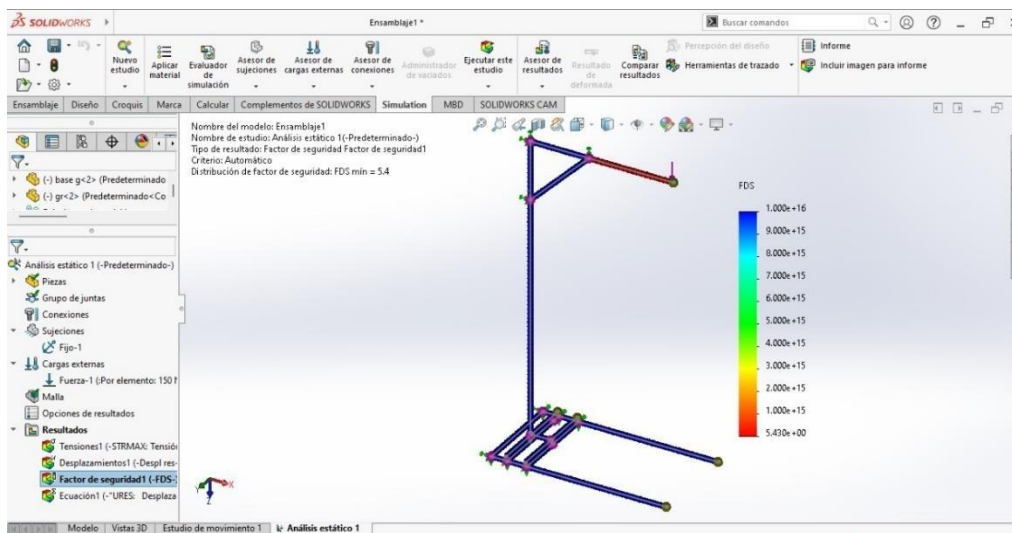 SOLIDWORKS
Ensamblaje1 *
Buscar comandos
Nuevo estudio
Aplicar material
Evaluador de simulación
Asesor de sujeciones
Asesor de cargas externas
Asesor de conexiones
Administrador de vaciados
Ejecutar este estudio
Asesor de resultados
Resultado de deformada
Comparar resultados
Percepción del diseño
Herramientas de trazado
Informe
Incluir imagen para informe
Ensamblaje Diseño Croquis Marca Calcular Complementos de SOLIDWORKS Simulation MBD SOLIDWORKS CAM
Nombre del modelo: Ensamblaje1
Nombre de estudio: Análisis estático 1(-Predeterminado-)
Tipo de resultado: Factor de seguridad Factor de seguridad1
Criterio: Automático
Distribución de factor de seguridad: FDS mín = 5.4
(-) base g<2> (Predeterminado
(-) gr<2> (Predeterminado<Co
Análisis estático 1 (-Predeterminado-)
Piezas
Grupo de juntas
Conexiones
Sujeciones
Fijo-1
Cargas externas
Fuerza-1 (:Por elemento: 150 N
Malla
Opciones de resultados
Resultados
Tensiones1 (-STRMAX: Tensión
Desplazamientos1 (-Despl res-
Factor de seguridad1 (-FDS-
Ecuación1 (-"URES: Desplaza
FDS
1.000e+16
9.000e+15
8.000e+15
7.000e+15
6.000e+15
5.000e+15
4.000e+15
3.000e+15
2.000e+15
1.000e+15
5.430e+00
Y
X
Z
Modelo Vistas 3D Estudio de movimiento 1 Análisis estático 1